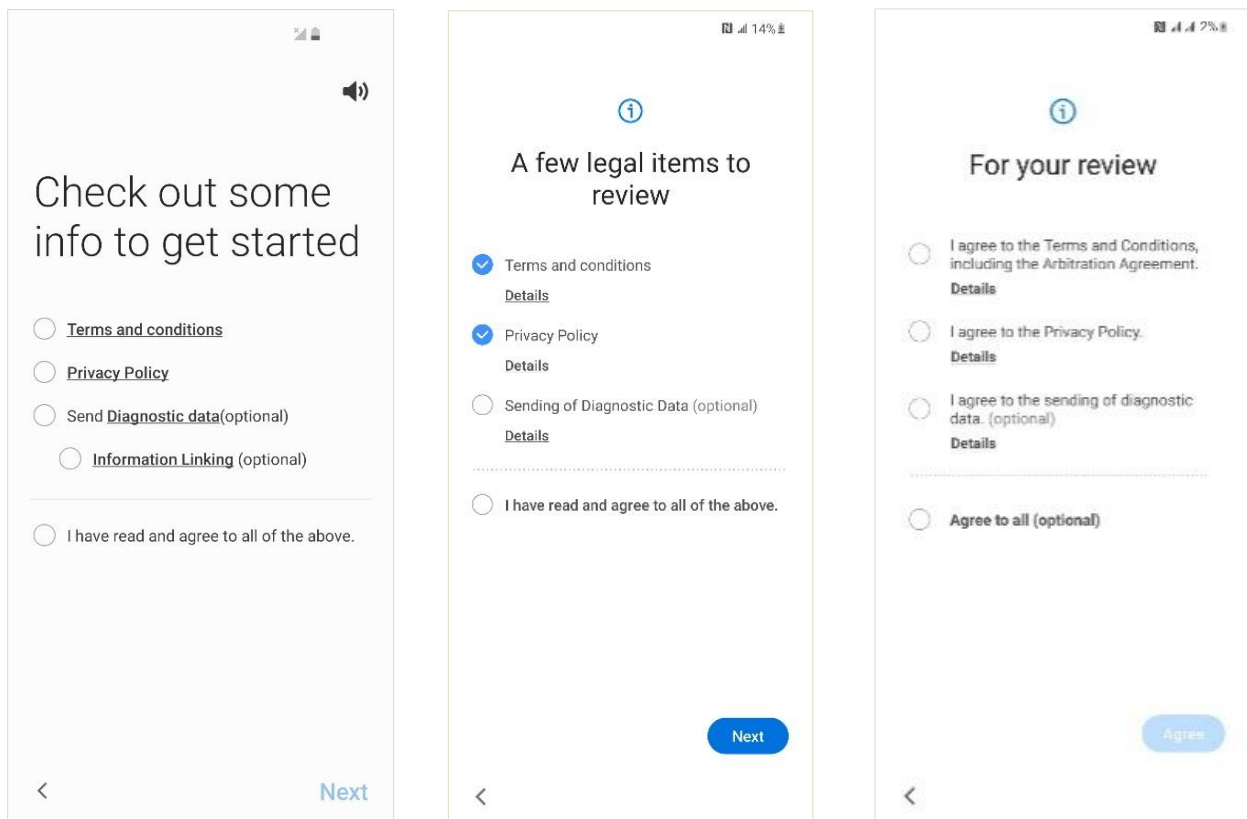 Check out some
info to get started
Terms and conditions
Privacy Policy
Send Diagnostic data(optional)
Information Linking (optional)
I have read and agree to all of the above.
Next
14%
A few legal items to
review
Terms and conditions
Details
Privacy Policy
Details
Sending of Diagnostic Data (optional)
Details
I have read and agree to all of the above.
Next
2%
For your review
I agree to the Terms and Conditions,
including the Arbitration Agreement.
Details
I agree to the Privacy Policy.
Details
I agree to the sending of diagnostic
data. (optional)
Details
Agree to all (optional)
Agree